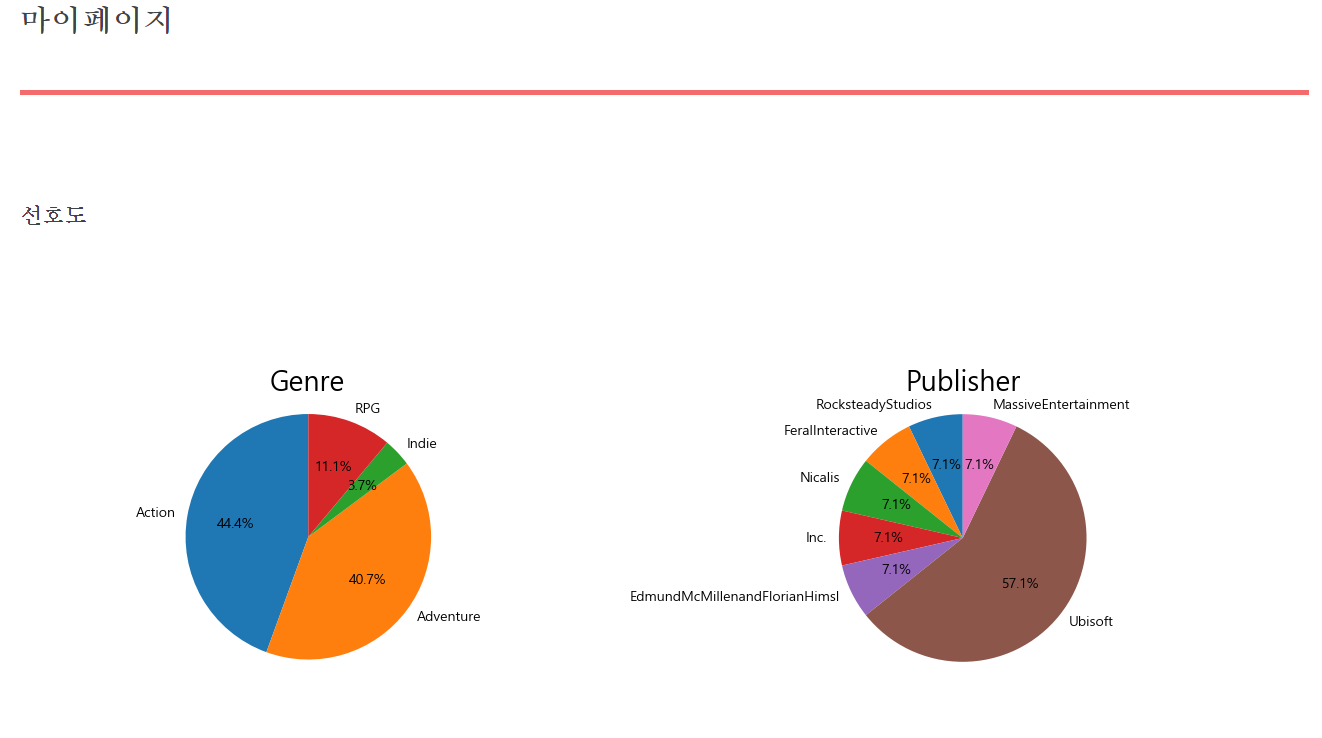 마이페이지
선호도
Genre
RPG
Indie
11.1%
3.7%
Action
44.4%
40.7%
Adventure
Publisher
RocksteadyStudios
MassiveEntertainment
FeralInteractive
7.1%
7.1%
Nicalis
7.1%
7.1%
Inc.
7.1%
7.1%
57.1%
EdmundMcMillenandFlorianHimsl
Ubisoft